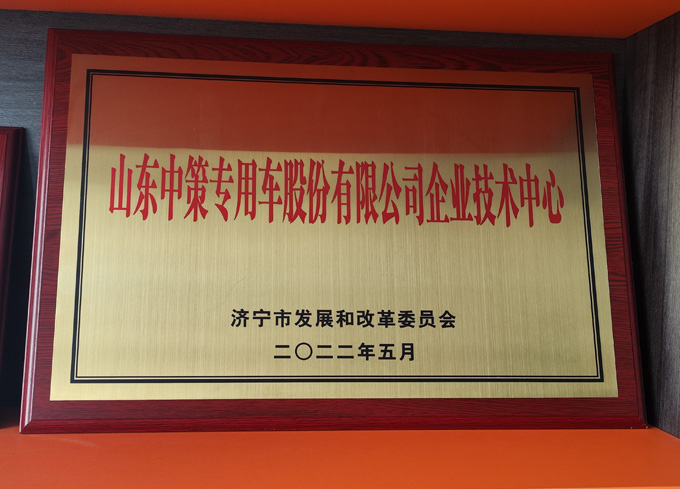 山东中策专用车股份有限公司企业技术中心
济宁市发展和改革委员会
二〇二二年五月